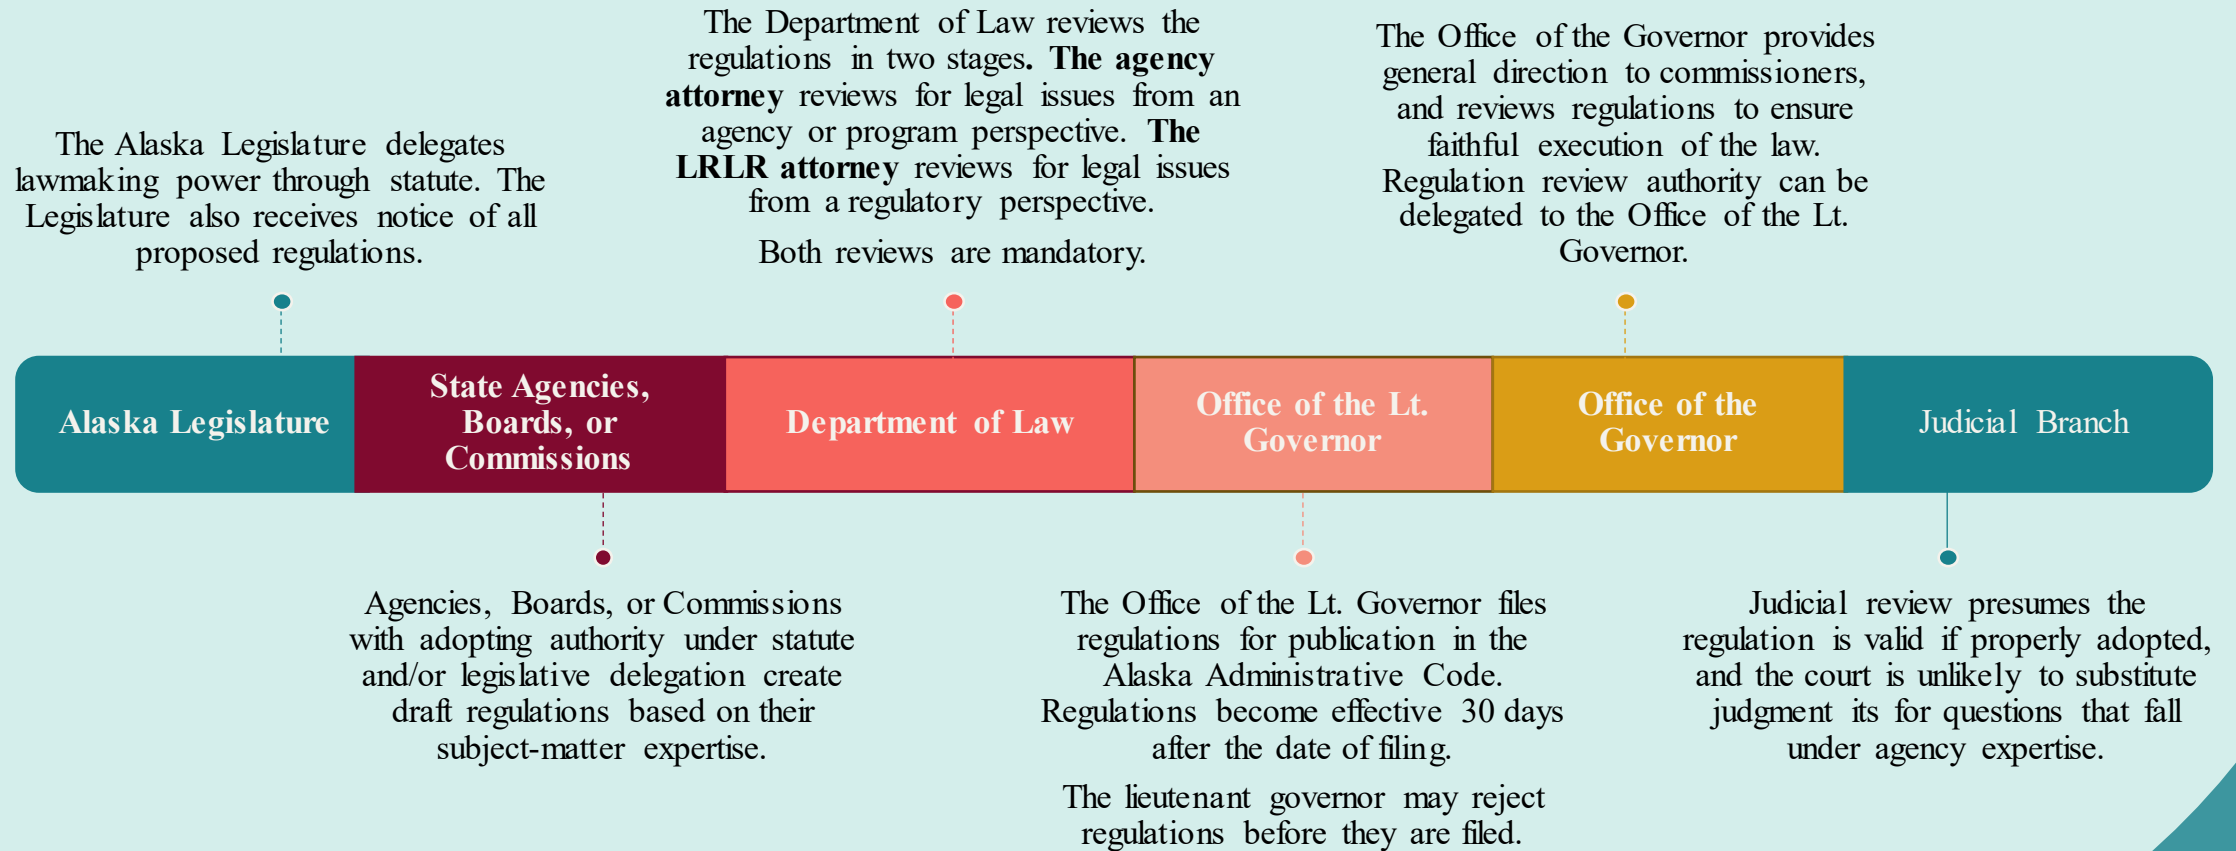 The Alaska Legislature delegates
lawmaking power through statute. The
Legislature also receives notice of all
proposed regulations.
The Department of Law reviews the
regulations in two stages. The agency
attorney reviews for legal issues from an
agency or program perspective. The
LRLR attorney reviews for legal issues
from a regulatory perspective.
Both reviews are mandatory.
The Office of the Governor provides
general direction to commissioners,
and reviews regulations to ensure
faithful execution of the law.
Regulation review authority can be
delegated to the Office of the Lt.
Governor.
Alaska Legislature
State Agencies,
Boards, or
Commissions
Department of Law
Office of the Lt.
Governor
Office of the
Governor
Judicial Branch
Agencies, Boards, or Commissions
with adopting authority under statute
and/or legislative delegation create
draft regulations based on their
subject-matter expertise.
The Office of the Lt. Governor files
regulations for publication in the
Alaska Administrative Code.
Regulations become effective 30 days
after the date of filing.
The lieutenant governor may reject
regulations before they are filed.
Judicial review presumes the
regulation is valid if properly adopted,
and the court is unlikely to substitute
judgment its for questions that fall
under agency expertise.